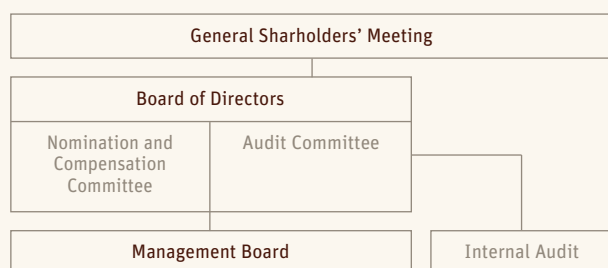 General Sharholders’ Meeting
Board of Directors
Nomination and
Compensation
Committee
Audit Committee
Management Board
Internal Audit